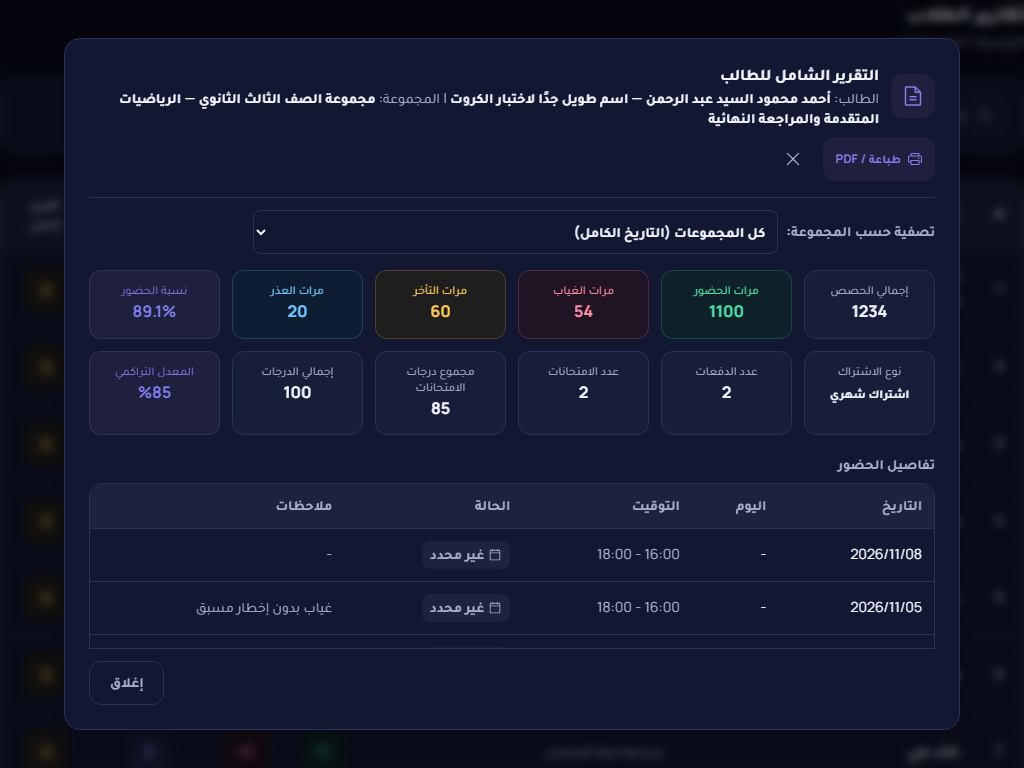 التقرير الشامل للطالب
الطالب: أحمد محمود السيد عبد الرحمن — اسم طويل جدًا لاختبار الكروت | المجموعة: مجموعة الصف الثالث الثانوي — الرياضيات
المتقدمة والمراجعة النهائية
طباعة / PDF
تصفية حسب المجموعة:
كل المجموعات (التاريخ الكامل)
إجمالي الحصص
1234
مرات الحضور
1100
مرات الغياب
54
مرات التأخر
60
مرات العذر
20
نسبة الحضور
89.1%
نوع الاشتراك
اشتراك شهري
عدد الدفعات
2
عدد الامتحانات
2
مجموع درجات
الامتحانات
85
إجمالي الدرجات
100
المعدل التراكمي
%85
تفاصيل الحضور
التاريخ اليوم التوقيت الحالة ملاحظات
2026/11/08 - 16:00 - 18:00 غير محدد -
2026/11/05 - 16:00 - 18:00 غير محدد غياب بدون إخطار مسبق
إغلاق